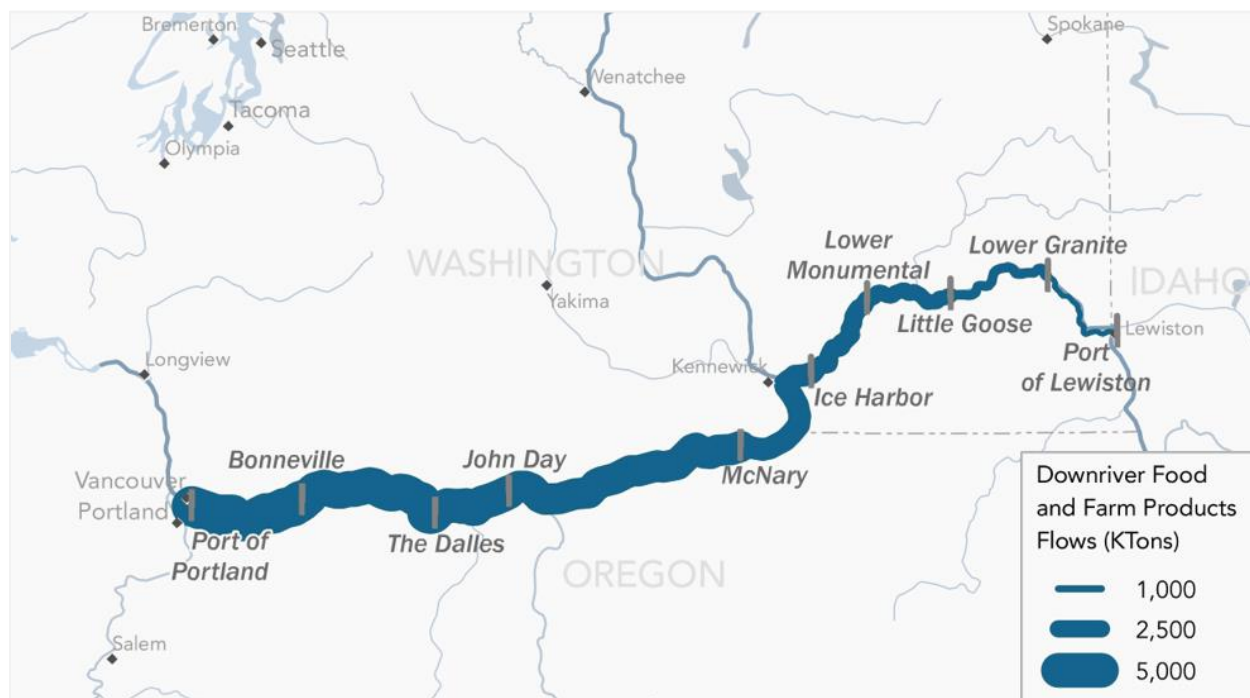 Bremerton
Seattle
Spokane
Wenatchee
Tacoma
Olympia
WASHINGTON
Yakima
Lower
Monumental
Lower Granite
IDAHO
Little Goose
Lewiston
Port
of Lewiston
Longview
Kennewick
Ice Harbor
Bonneville
John Day
McNary
Vancouver
Portland
Port of
Portland
The Dalles
OREGON
Salem
Downriver Food
and Farm Products
Flows (KTons)
1,000
2,500
5,000